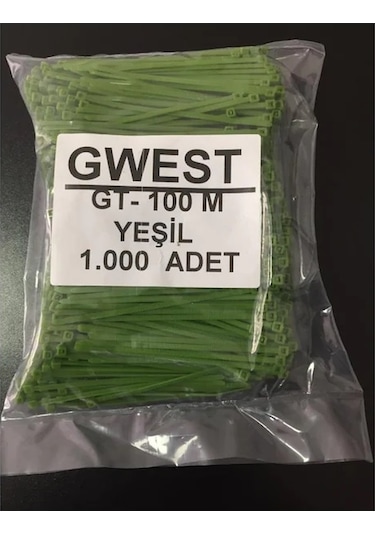 GWEST
GT- 100 M
YEŞİL
1.000 ADET